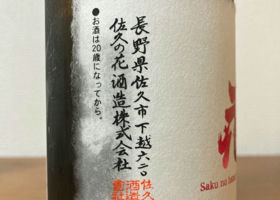 長野県佐久市下越六二〇
佐久の花酒造株式会社
●お酒は20歳になってから。
Saku no hana